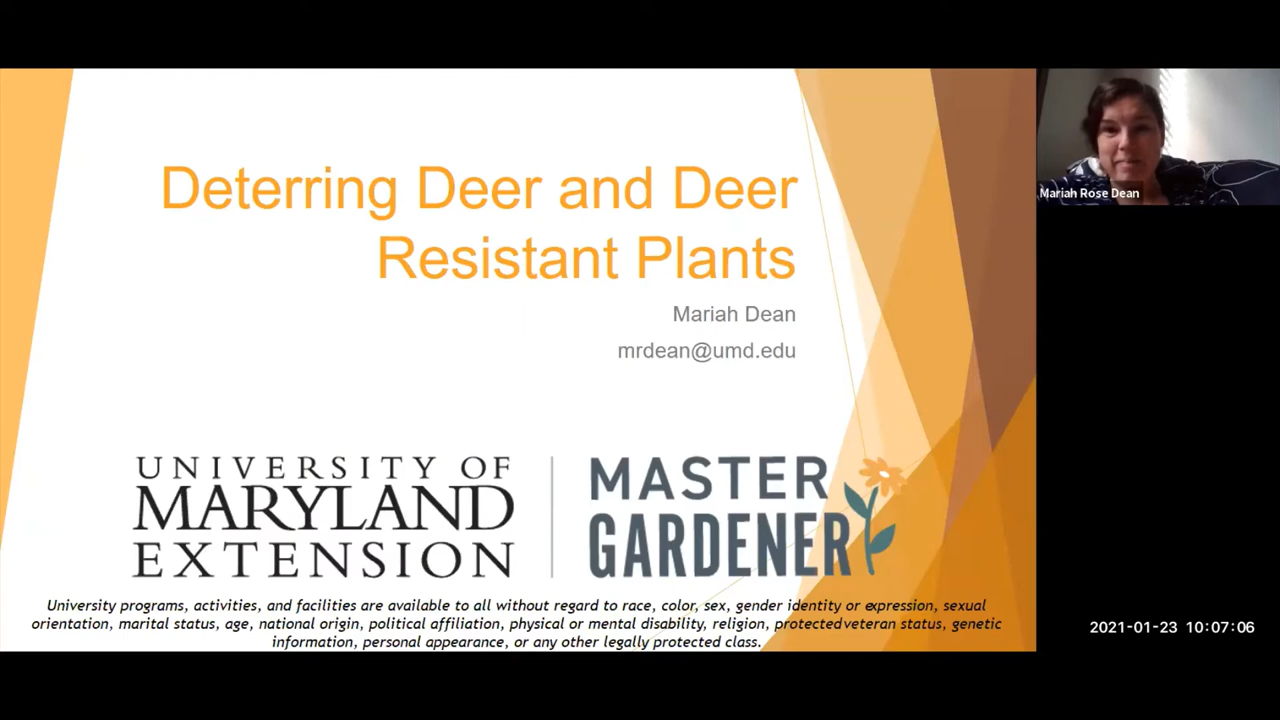 Deterring Deer and Deer
Resistant Plants
Mariah Dean
mrdean@umd.edu
UNIVERSITY OF
MARYLAND
EXTENSION
MASTER
GARDENER
University programs, activities, and facilities are available to all without regard to race, color, sex, gender identity or expression, sexual
orientation, marital status, age, national origin, political affiliation, physical or mental disability, religion, protected veteran status, genetic
information, personal appearance, or any other legally protected class.
Mariah Rose Dean
2021-01-23 10:07:06